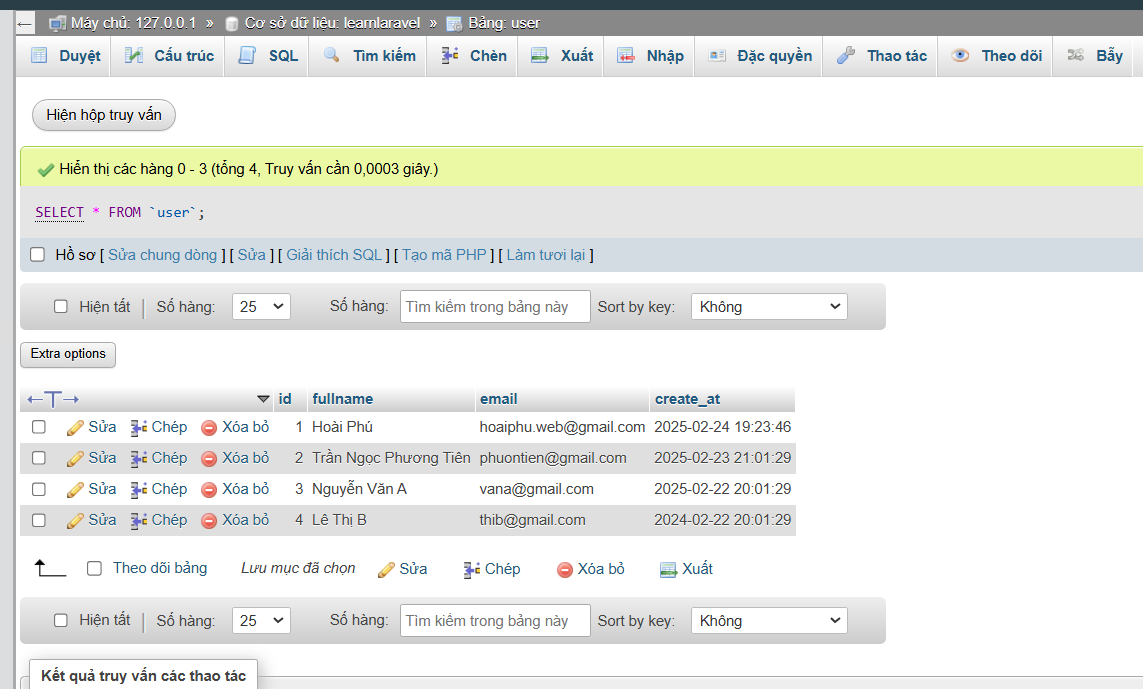 Máy chủ: 127.0.0.1 » Cơ sở dữ liệu: learnlaravel » Bảng: user
Duyệt Cấu trúc SQL Tìm kiếm Chèn Xuất Nhập Đặc quyền Thao tác Theo dõi Bẫy
Hiện hộp truy vấn
Hiển thị các hàng 0 - 3 (tổng 4, Truy vấn cần 0,0003 giây.)
SELECT * FROM `user`;
Hồ sơ [ Sửa chung dòng ] [ Sửa ] [ Giải thích SQL ] [ Tạo mã PHP ] [ Làm tươi lại ]
Hiện tất | Số hàng: 25 Số hàng: Tìm kiếm trong bảng này Sort by key: Không
Extra options
←T→ id fullname email create_at
Sửa Chép Xóa bỏ 1 Hoài Phú hoaiphu.web@gmail.com 2025-02-24 19:23:46
Sửa Chép Xóa bỏ 2 Trần Ngọc Phương Tiên phuontien@gmail.com 2025-02-23 21:01:29
Sửa Chép Xóa bỏ 3 Nguyễn Văn A vana@gmail.com 2025-02-22 20:01:29
Sửa Chép Xóa bỏ 4 Lê Thị B thib@gmail.com 2024-02-22 20:01:29
Theo dõi bảng Lưu mục đã chọn Sửa Chép Xóa bỏ Xuất
Hiện tất | Số hàng: 25 Số hàng: Tìm kiếm trong bảng này Sort by key: Không
Kết quả truy vấn các thao tác